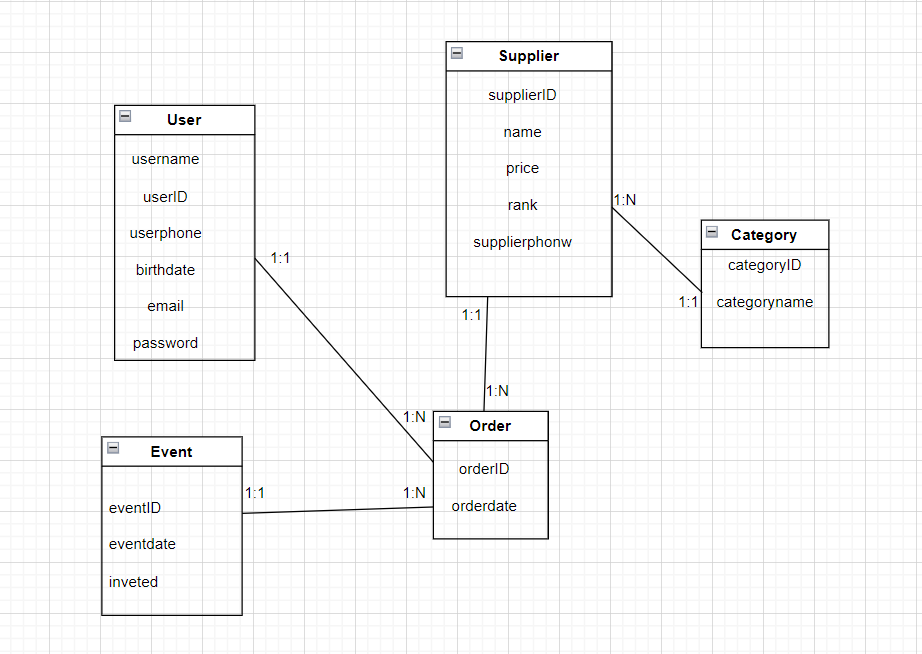 Supplier
supplierID
name
price
rank
supplierphonw
User
username
userID
userphone
birthdate
email
password
Category
categoryID
categoryname
1:N
1:1
1:1
1:1
1:N
1:N
Order
orderID
orderdate
Event
eventID
eventdate
inveted
1:1
1:N